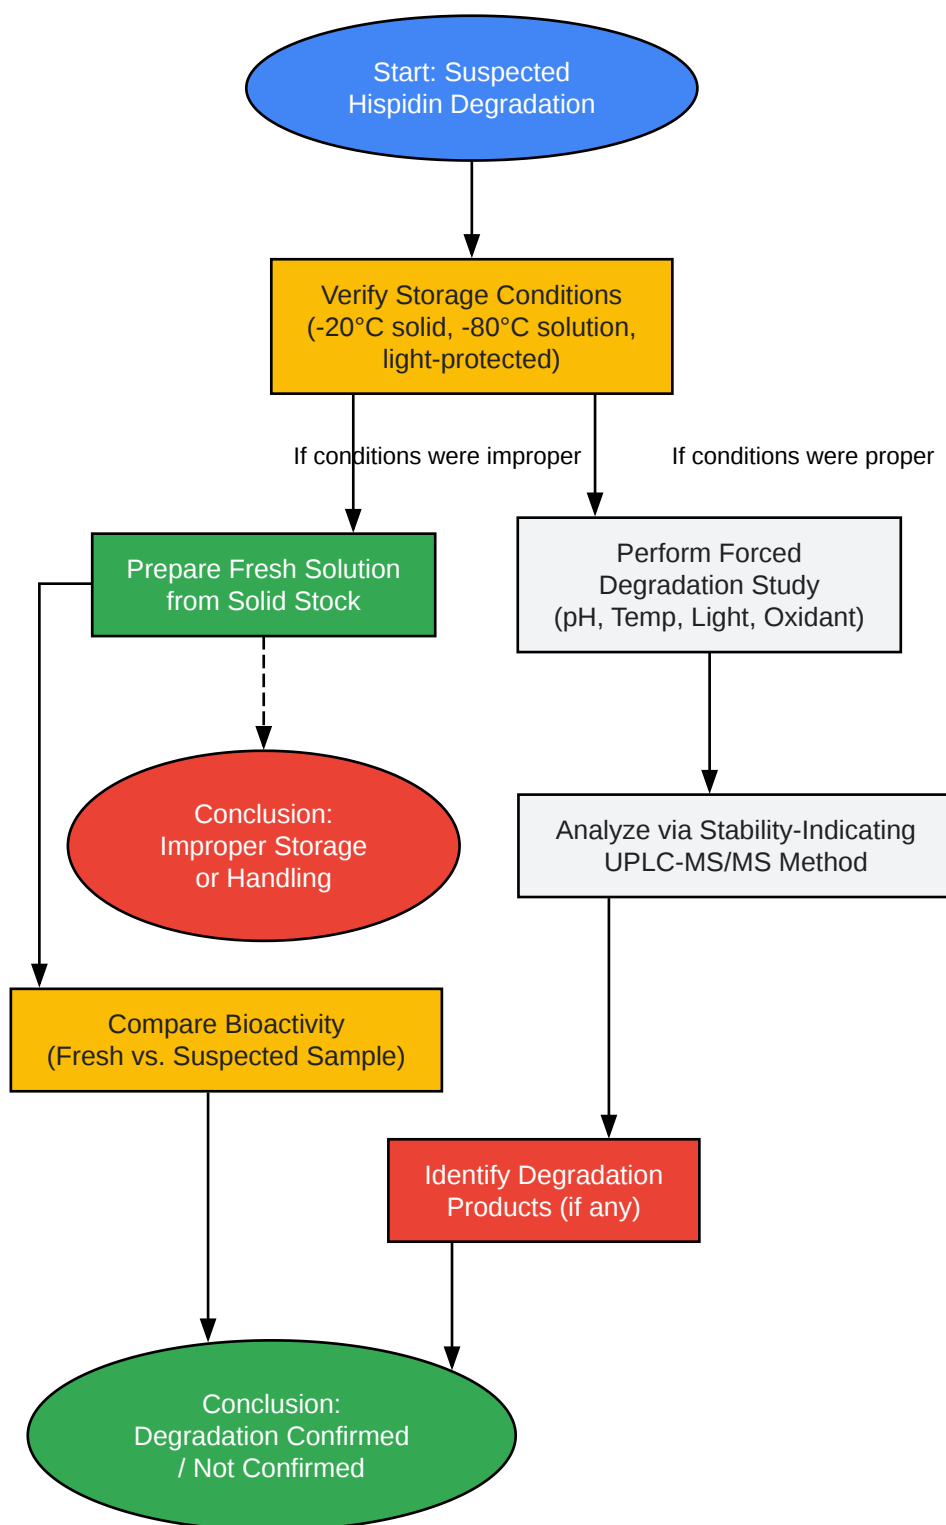 Start: Suspected
Hispidin Degradation
Verify Storage Conditions
(-20°C solid, -80°C solution,
light-protected)
If conditions were improper
If conditions were proper
Prepare Fresh Solution
from Solid Stock
Perform Forced
Degradation Study
(pH, Temp, Light, Oxidant)
Conclusion:
Improper Storage
or Handling
Analyze via Stability-Indicating
UPLC-MS/MS Method
Compare Bioactivity
(Fresh vs. Suspected Sample)
Identify Degradation
Products (if any)
Conclusion:
Degradation Confirmed
/ Not Confirmed